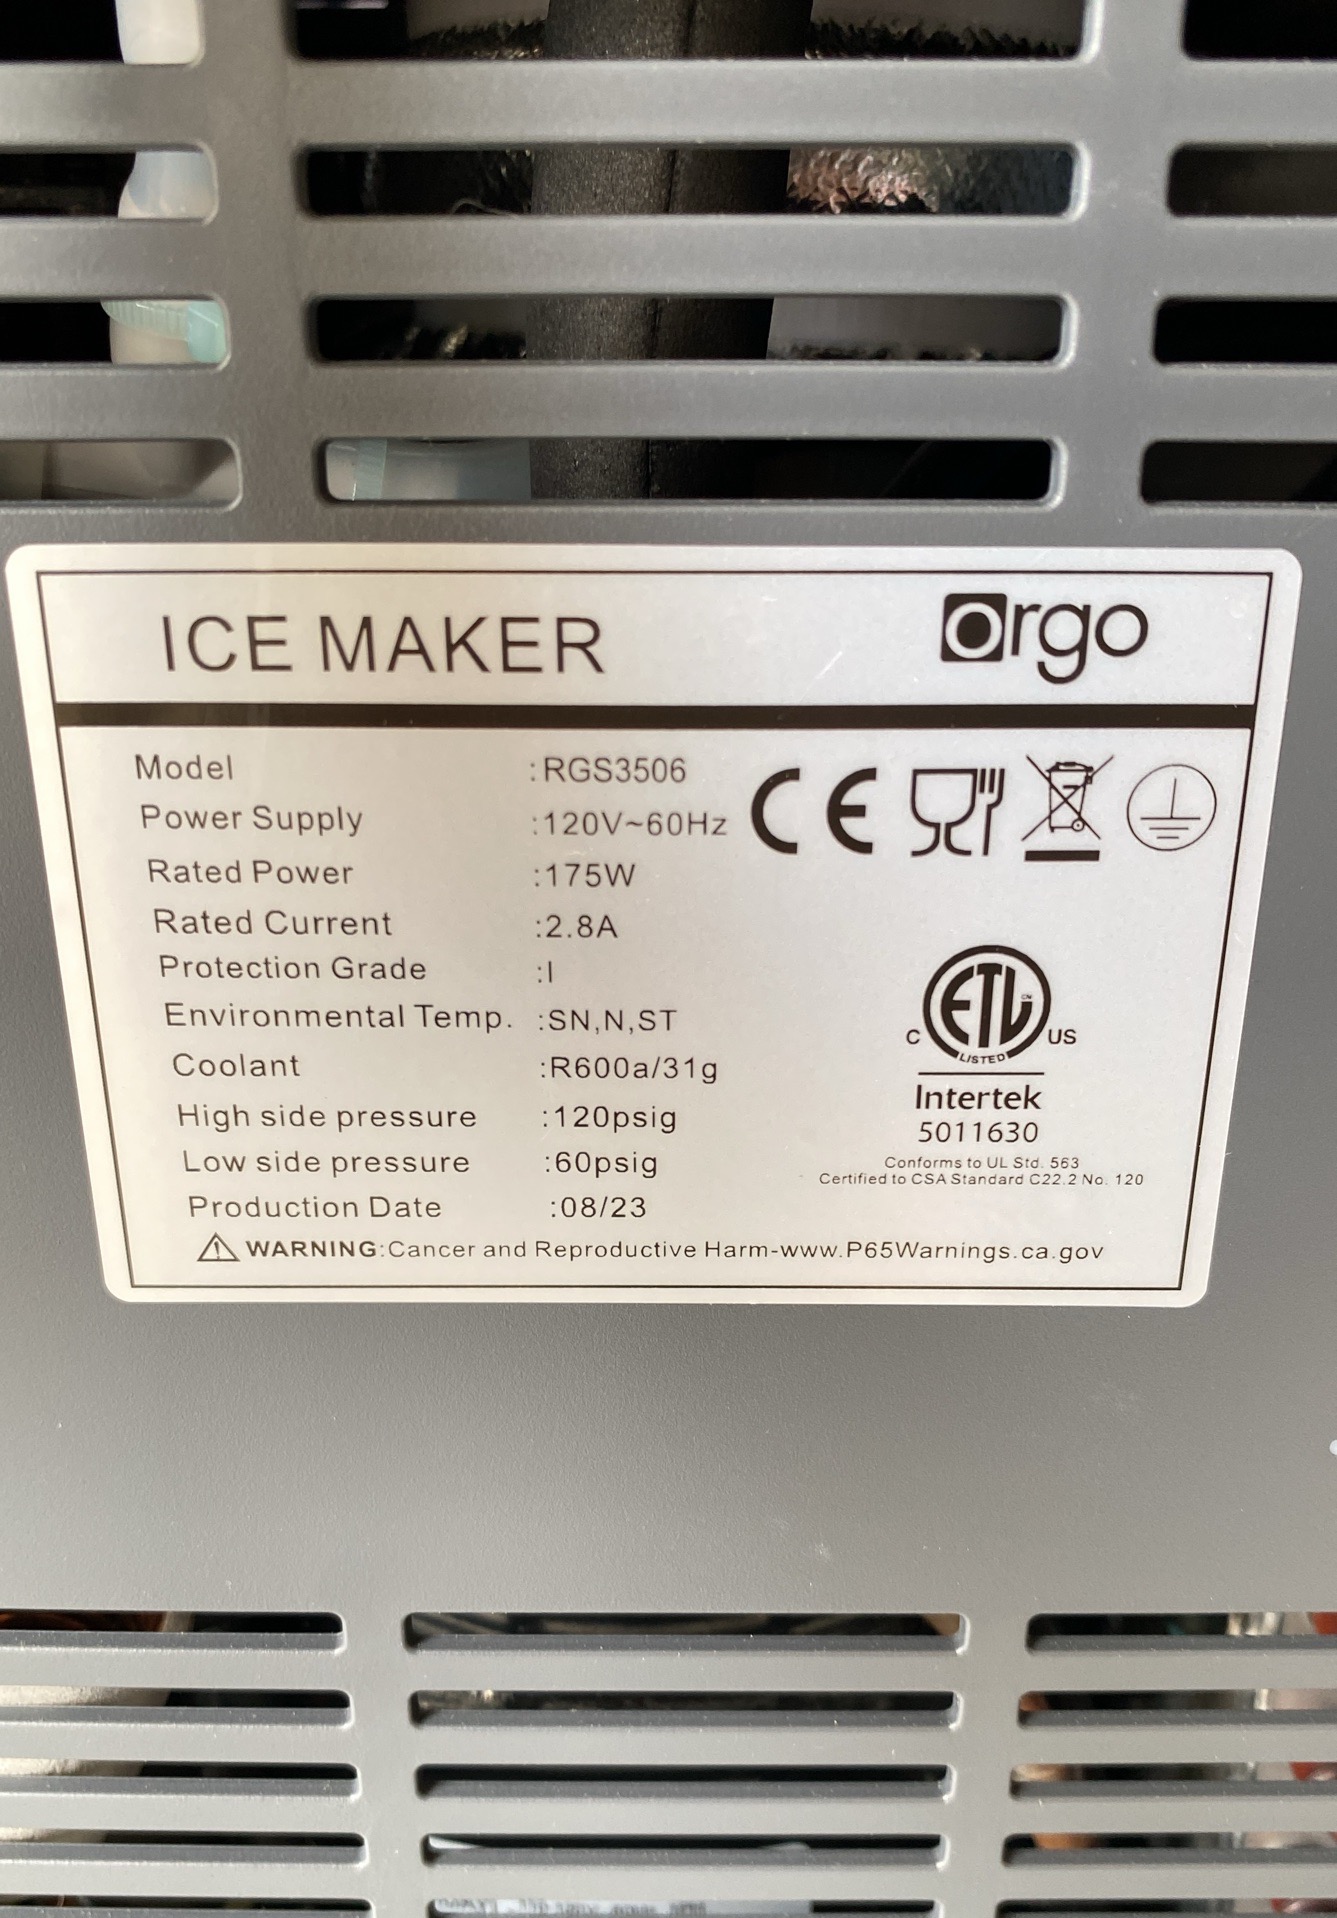 ICE MAKER
orgo
Model :RGS3506
Power Supply :120V~60Hz
Rated Power :175W
Rated Current :2.8A
Protection Grade :I
Environmental Temp. :SN,N,ST
Coolant :R600a/31g
High side pressure :120psig
Low side pressure :60psig
Production Date :08/23
CE
C ETL CM US
LISTED
Intertek
5011630
Conforms to UL Std. 563
Certified to CSA Standard C22.2 No. 120
WARNING:Cancer and Reproductive Harm-www.P65Warnings.ca.gov